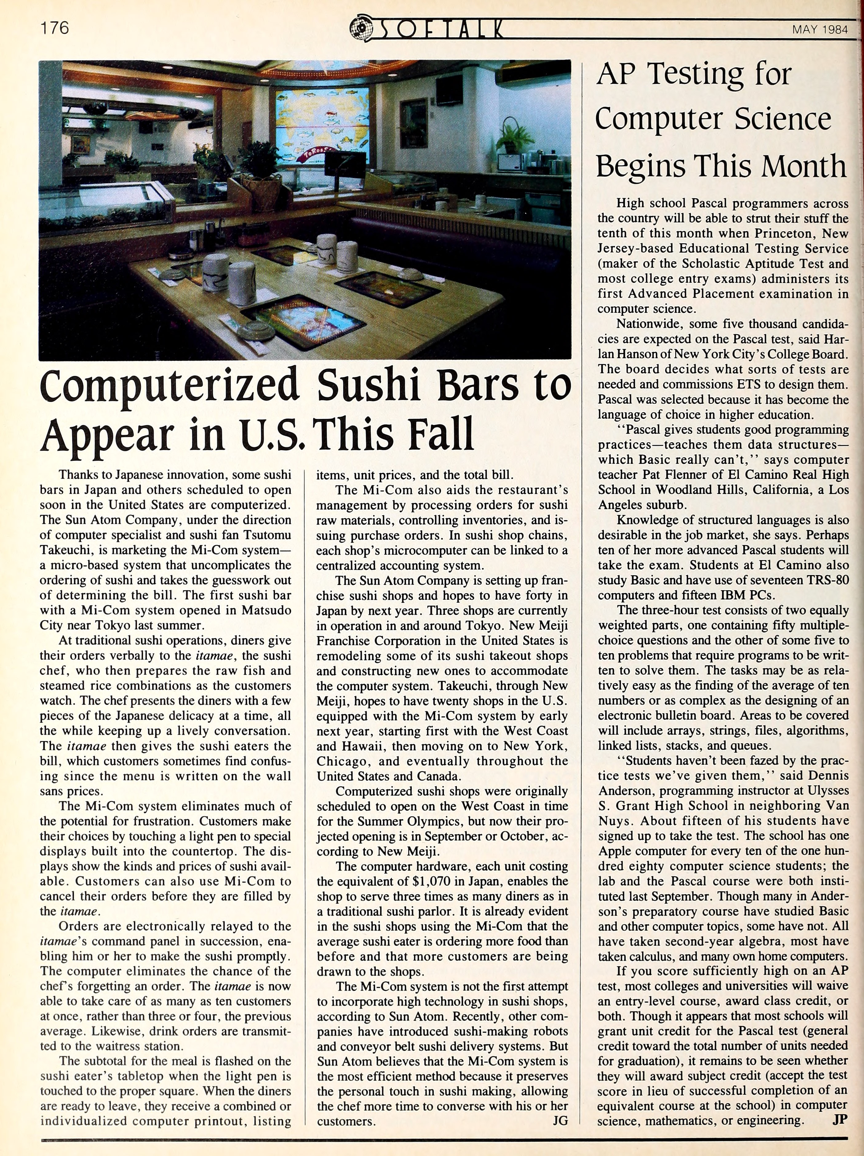 176
SOFTALK
MAY 1984
Computerized Sushi Bars to
Appear in U.S. This Fall
Thanks to Japanese innovation, some sushi
bars in Japan and others scheduled to open
soon in the United States are computerized.
The Sun Atom Company, under the direction
of computer specialist and sushi fan Tsutomu
Takeuchi, is marketing the Mi-Com system—
a micro-based system that uncomplicates the
ordering of sushi and takes the guesswork out
of determining the bill. The first sushi bar
with a Mi-Com system opened in Matsudo
City near Tokyo last summer.
At traditional sushi operations, diners give
their orders verbally to the itamae, the sushi
chef, who then prepares the raw fish and
steamed rice combinations as the customers
watch. The chef presents the diners with a few
pieces of the Japanese delicacy at a time, all
the while keeping up a lively conversation.
The itamae then gives the sushi eaters the
bill, which customers sometimes find confus-
ing since the menu is written on the wall
sans prices.
The Mi-Com system eliminates much of
the potential for frustration. Customers make
their choices by touching a light pen to special
displays built into the countertop. The dis-
plays show the kinds and prices of sushi avail-
able. Customers can also use Mi-Com to
cancel their orders before they are filled by
the itamae.
Orders are electronically relayed to the
itamae's command panel in succession, ena-
bling him or her to make the sushi promptly.
The computer eliminates the chance of the
chef's forgetting an order. The itamae is now
able to take care of as many as ten customers
at once, rather than three or four, the previous
average. Likewise, drink orders are transmit-
ted to the waitress station.
The subtotal for the meal is flashed on the
sushi eater's tabletop when the light pen is
touched to the proper square. When the diners
are ready to leave, they receive a combined or
individualized computer printout, listing
items, unit prices, and the total bill.
The Mi-Com also aids the restaurant's
management by processing orders for sushi
raw materials, controlling inventories, and is-
suing purchase orders. In sushi shop chains,
each shop's microcomputer can be linked to a
centralized accounting system.
The Sun Atom Company is setting up fran-
chise sushi shops and hopes to have forty in
Japan by next year. Three shops are currently
in operation in and around Tokyo. New Meiji
Franchise Corporation in the United States is
remodeling some of its sushi takeout shops
and constructing new ones to accommodate
the computer system. Takeuchi, through New
Meiji, hopes to have twenty shops in the U.S.
equipped with the Mi-Com system by early
next year, starting first with the West Coast
and Hawaii, then moving on to New York,
Chicago, and eventually throughout the
United States and Canada.
Computerized sushi shops were originally
scheduled to open on the West Coast in time
for the Summer Olympics, but now their pro-
jected opening is in September or October, ac-
cording to New Meiji.
The computer hardware, each unit costing
the equivalent of $1,070 in Japan, enables the
shop to serve three times as many diners as in
a traditional sushi parlor. It is already evident
in the sushi shops using the Mi-Com that the
average sushi eater is ordering more food than
before and that more customers are being
drawn to the shops.
The Mi-Com system is not the first attempt
to incorporate high technology in sushi shops,
according to Sun Atom. Recently, other com-
panies have introduced sushi-making robots
and conveyor belt sushi delivery systems. But
Sun Atom believes that the Mi-Com system is
the most efficient method because it preserves
the personal touch in sushi making, allowing
the chef more time to converse with his or her
customers. JG
AP Testing for
Computer Science
Begins This Month
High school Pascal programmers across
the country will be able to strut their stuff the
tenth of this month when Princeton, New
Jersey-based Educational Testing Service
(maker of the Scholastic Aptitude Test and
most college entry exams) administers its
first Advanced Placement examination in
computer science.
Nationwide, some five thousand candida-
cies are expected on the Pascal test, said Har-
lan Hanson of New York City's College Board.
The board decides what sorts of tests are
needed and commissions ETS to design them.
Pascal was selected because it has become the
language of choice in higher education.
"Pascal gives students good programming
practices—teaches them data structures—
which Basic really can't," says computer
teacher Pat Flenner of El Camino Real High
School in Woodland Hills, California, a Los
Angeles suburb.
Knowledge of structured languages is also
desirable in the job market, she says. Perhaps
ten of her more advanced Pascal students will
take the exam. Students at El Camino also
study Basic and have use of seventeen TRS-80
computers and fifteen IBM PCs.
The three-hour test consists of two equally
weighted parts, one containing fifty multiple-
choice questions and the other of some five to
ten problems that require programs to be writ-
ten to solve them. The tasks may be as rela-
tively easy as the finding of the average of ten
numbers or as complex as the designing of an
electronic bulletin board. Areas to be covered
will include arrays, strings, files, algorithms,
linked lists, stacks, and queues.
"Students haven't been fazed by the prac-
tice tests we've given them," said Dennis
Anderson, programming instructor at Ulysses
S. Grant High School in neighboring Van
Nuys. About fifteen of his students have
signed up to take the test. The school has one
Apple computer for every ten of the one hun-
dred eighty computer science students; the
lab and the Pascal course were both insti-
tuted last September. Though many in Ander-
son's preparatory course have studied Basic
and other computer topics, some have not. All
have taken second-year algebra, most have
taken calculus, and many own home computers.
If you score sufficiently high on an AP
test, most colleges and universities will waive
an entry-level course, award class credit, or
both. Though it appears that most schools will
grant unit credit for the Pascal test (general
credit toward the total number of units needed
for graduation), it remains to be seen whether
they will award subject credit (accept the test
score in lieu of successful completion of an
equivalent course at the school) in computer
science, mathematics, or engineering. JP